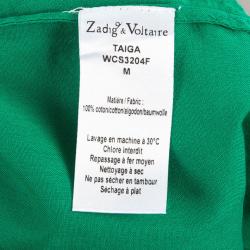 Zadig & Voltaire
TAIGA
WCS3204F
M
Matière / Fabric :
100% coton/cotton/algodon/baumwolle
Lavage en machine à 30°C
Chlore interdit
Repassage à fer moyen
Nettoyage à sec
Ne pas sécher en tambour
Séchage à plat